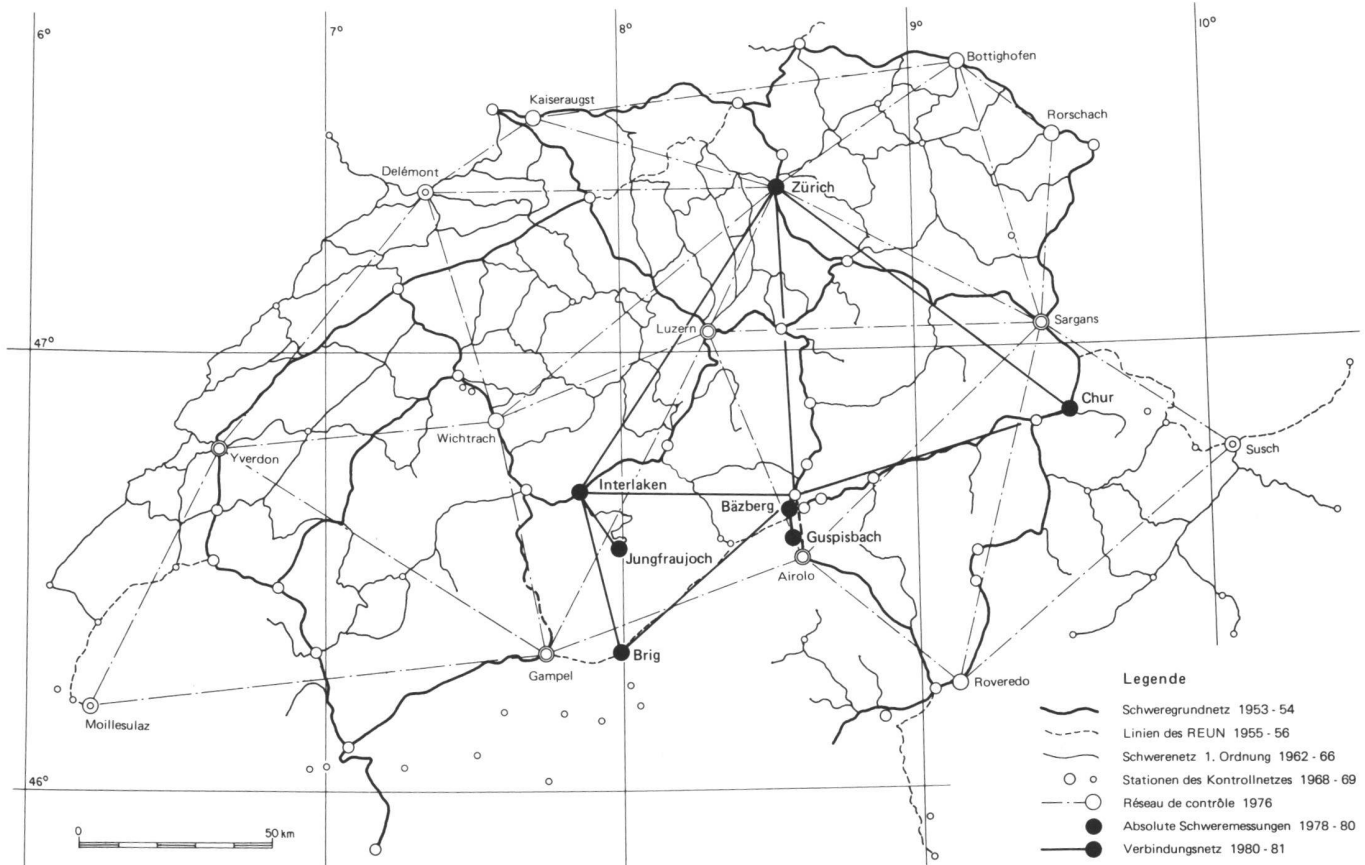 6°
7°
8°
9°
10°
Bottighofen
Kaiseraugst
Rorschach
Delémont
Zürich
Luzern
Sargans
47°
Chur
Wichtrach
Yverdon
Susch
Interlaken
Bäzberg
Guspisbach
Jungfraujoch
Airolo
Brig
Gampel
Roveredo
Moillesulaz
46°
0
50 km
Legende
Schweregrundnetz 1953 - 54
Linien des REUN 1955 - 56
Schwerenetz 1. Ordnung 1962 - 66
Stationen des Kontrollnetzes 1968 - 69
Réseau de contrôle 1976
Absolute Schweremessungen 1978 - 80
Verbindungsnetz 1980 - 81